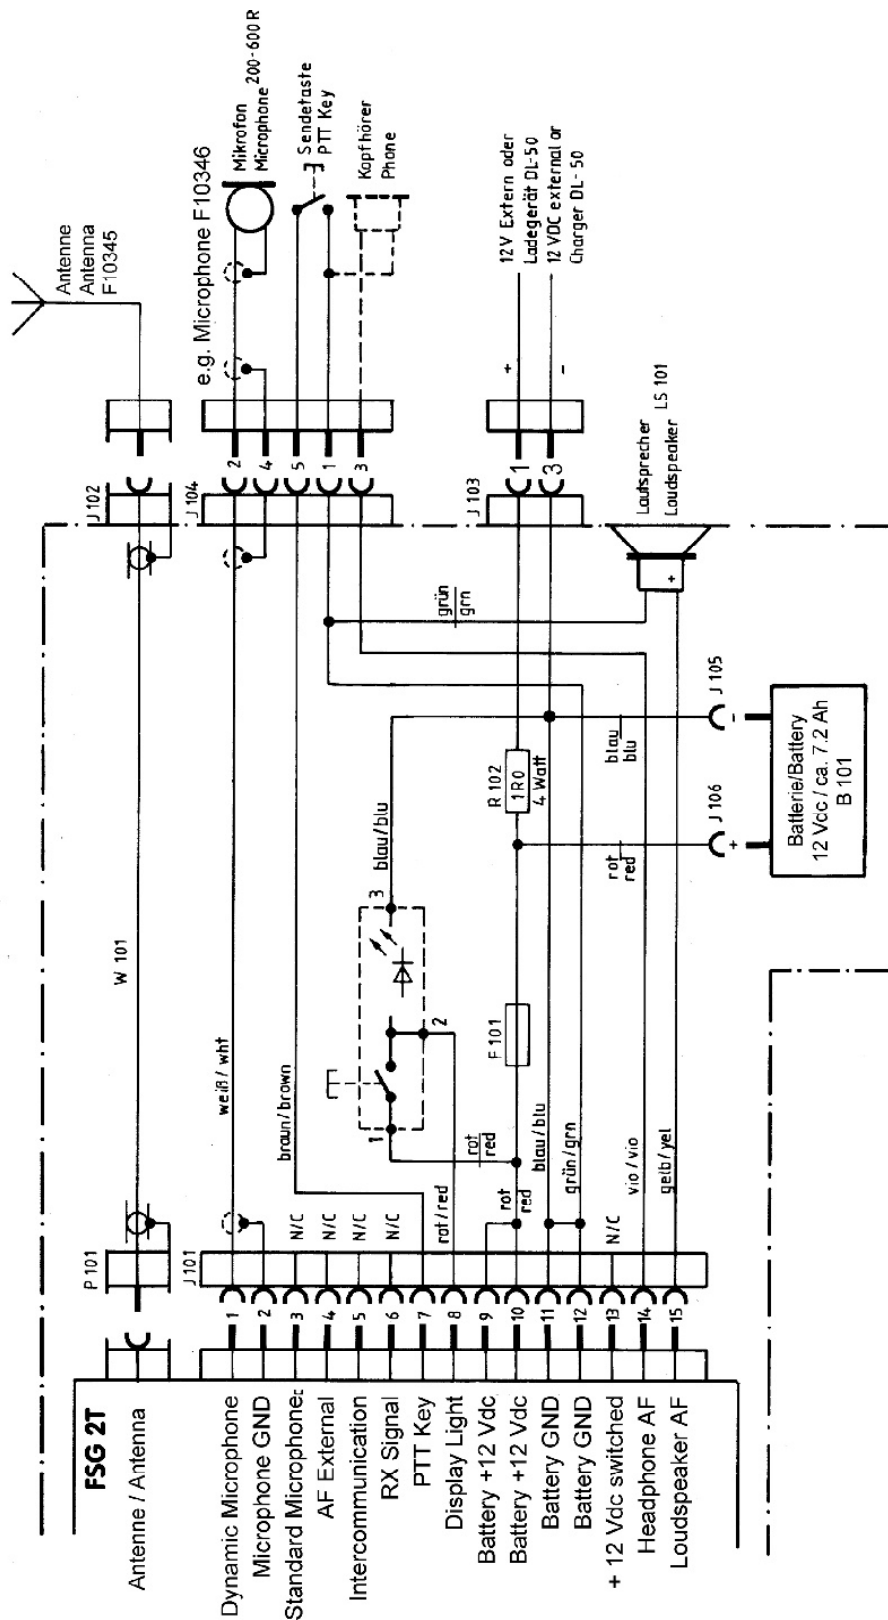 FSG 2T
Antenne / Antenna
Dynamic Microphone
Microphone GND
Standard Microphone
AF External
Intercommunication
RX Signal
PTT Key
Display Light
Battery +12 Vdc
Battery +12 Vdc
Battery GND
Battery GND
+ 12 Vdc switched
Headphone AF
Loudspeaker AF
P 101
J 101
1
2
3
4
5
6
7
8
9
10
11
12
13
14
15
N/C
N/C
N/C
N/C
N/C
W 101
weiß / wht
braun / brown
rot / red
rot
red
rot
red
blau / blu
grün / grn
vio / vio
gelb / yel
1
2
3
blau / blu
F 101
R 102
1R0
4 Watt
grün
grn
blau
blu
rot
red
J 106
+
J 105
-
Batterie/Battery
12 Vcc / ca. 7.2 Ah
B 101
+
Lautsprecher
Loudspeaker LS 101
J 102
J 104
2
4
5
1
3
J 103
1
3
+
-
Antenne
Antenna
F10345
e.g. Microphone F10346
Mikrofon
Microphone 200-600 R
Sendetaste
PTT Key
Kopfhörer
Phone
12V Extern oder
Ladegerät DL-50
12 VDC external or
Charger DL-50